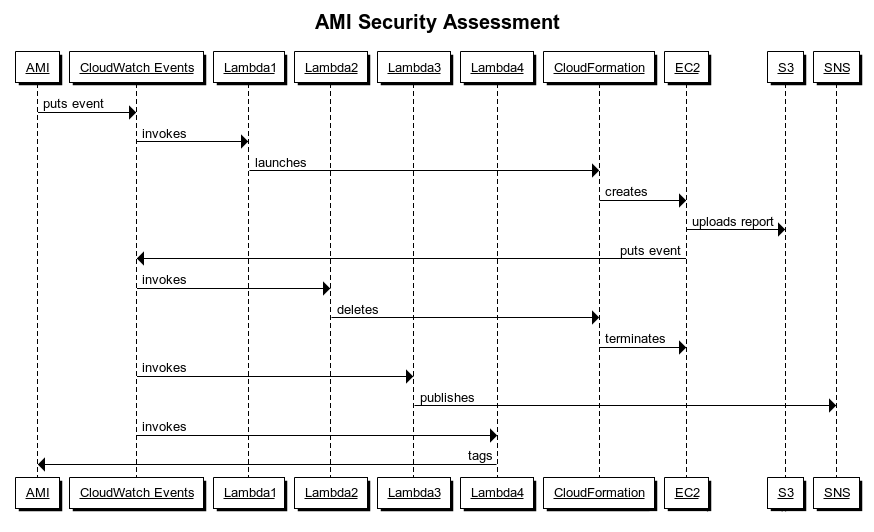 AMI Security Assessment
AMI CloudWatch Events Lambda1 Lambda2 Lambda3 Lambda4 CloudFormation EC2 S3 SNS
puts event
invokes
launches
creates
uploads report
puts event
invokes
deletes
terminates
invokes
publishes
invokes
tags
AMI CloudWatch Events Lambda1 Lambda2 Lambda3 Lambda4 CloudFormation EC2 S3 SNS